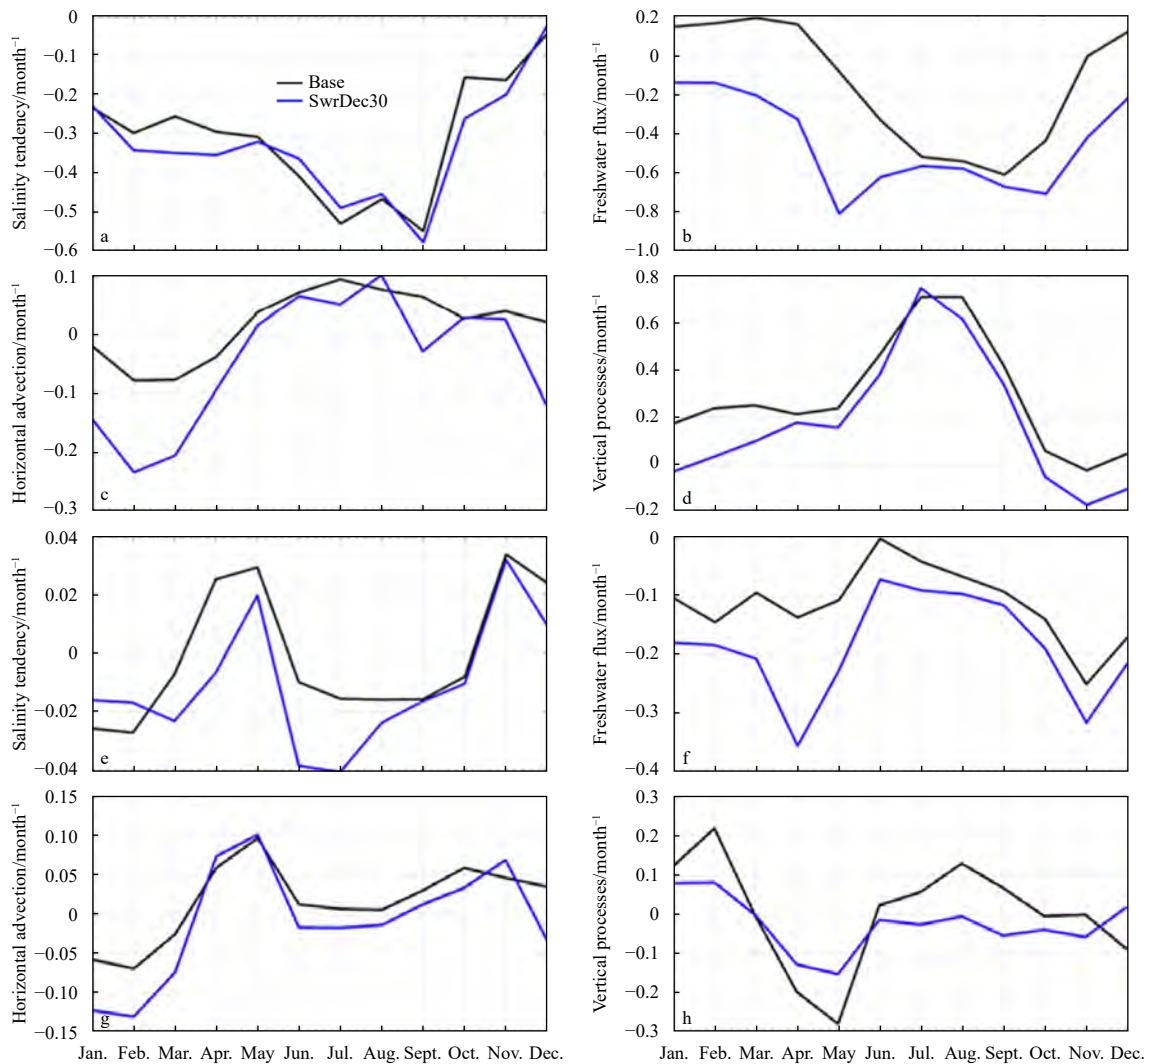 0
−0.1
−0.2
−0.3
−0.4
−0.5
−0.6
Salinity tendency/month⁻¹
Base
SwrDec30
a
0.2
0
−0.2
−0.4
−0.6
−0.8
−1.0
Freshwater flux/month⁻¹
b
0.1
0
−0.1
−0.2
−0.3
Horizontal advection/month⁻¹
c
0.8
0.6
0.4
0.2
0
−0.2
Vertical processes/month⁻¹
d
0.04
0.02
0
−0.02
−0.04
Salinity tendency/month⁻¹
e
0
−0.1
−0.2
−0.3
−0.4
Freshwater flux/month⁻¹
f
0.15
0.10
0.05
0
−0.05
−0.10
−0.15
Horizontal advection/month⁻¹
g
0.3
0.2
0.1
0
−0.1
−0.2
−0.3
Vertical processes/month⁻¹
h
Jan. Feb. Mar. Apr. May Jun. Jul. Aug. Sept. Oct. Nov. Dec.
Jan. Feb. Mar. Apr. May Jun. Jul. Aug. Sept. Oct. Nov. Dec.